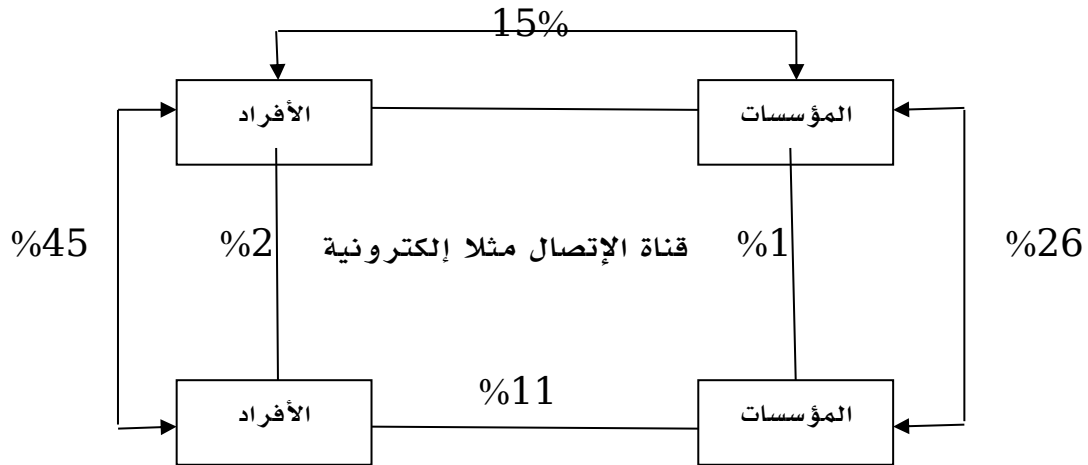 15%
المؤسسات
الأفراد
%26
%1
قناة الإتصال مثلا إلكترونية
%2
%45
%11
المؤسسات
الأفراد